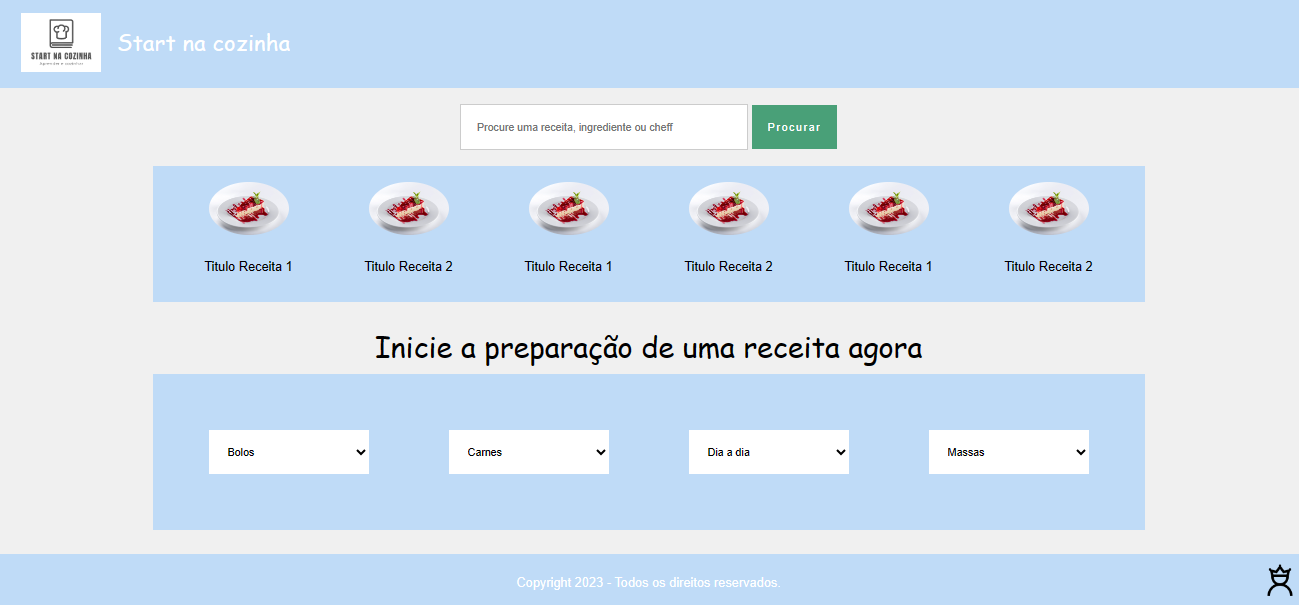 START NA COZINHA
Start na cozinha
Procure uma receita, ingrediente ou cheff
Procurar
Titulo Receita 1
Titulo Receita 2
Titulo Receita 1
Titulo Receita 2
Titulo Receita 1
Titulo Receita 2
Inicie a preparação de uma receita agora
Bolos
Carnes
Dia a dia
Massas
Copyright 2023 - Todos os direitos reservados.